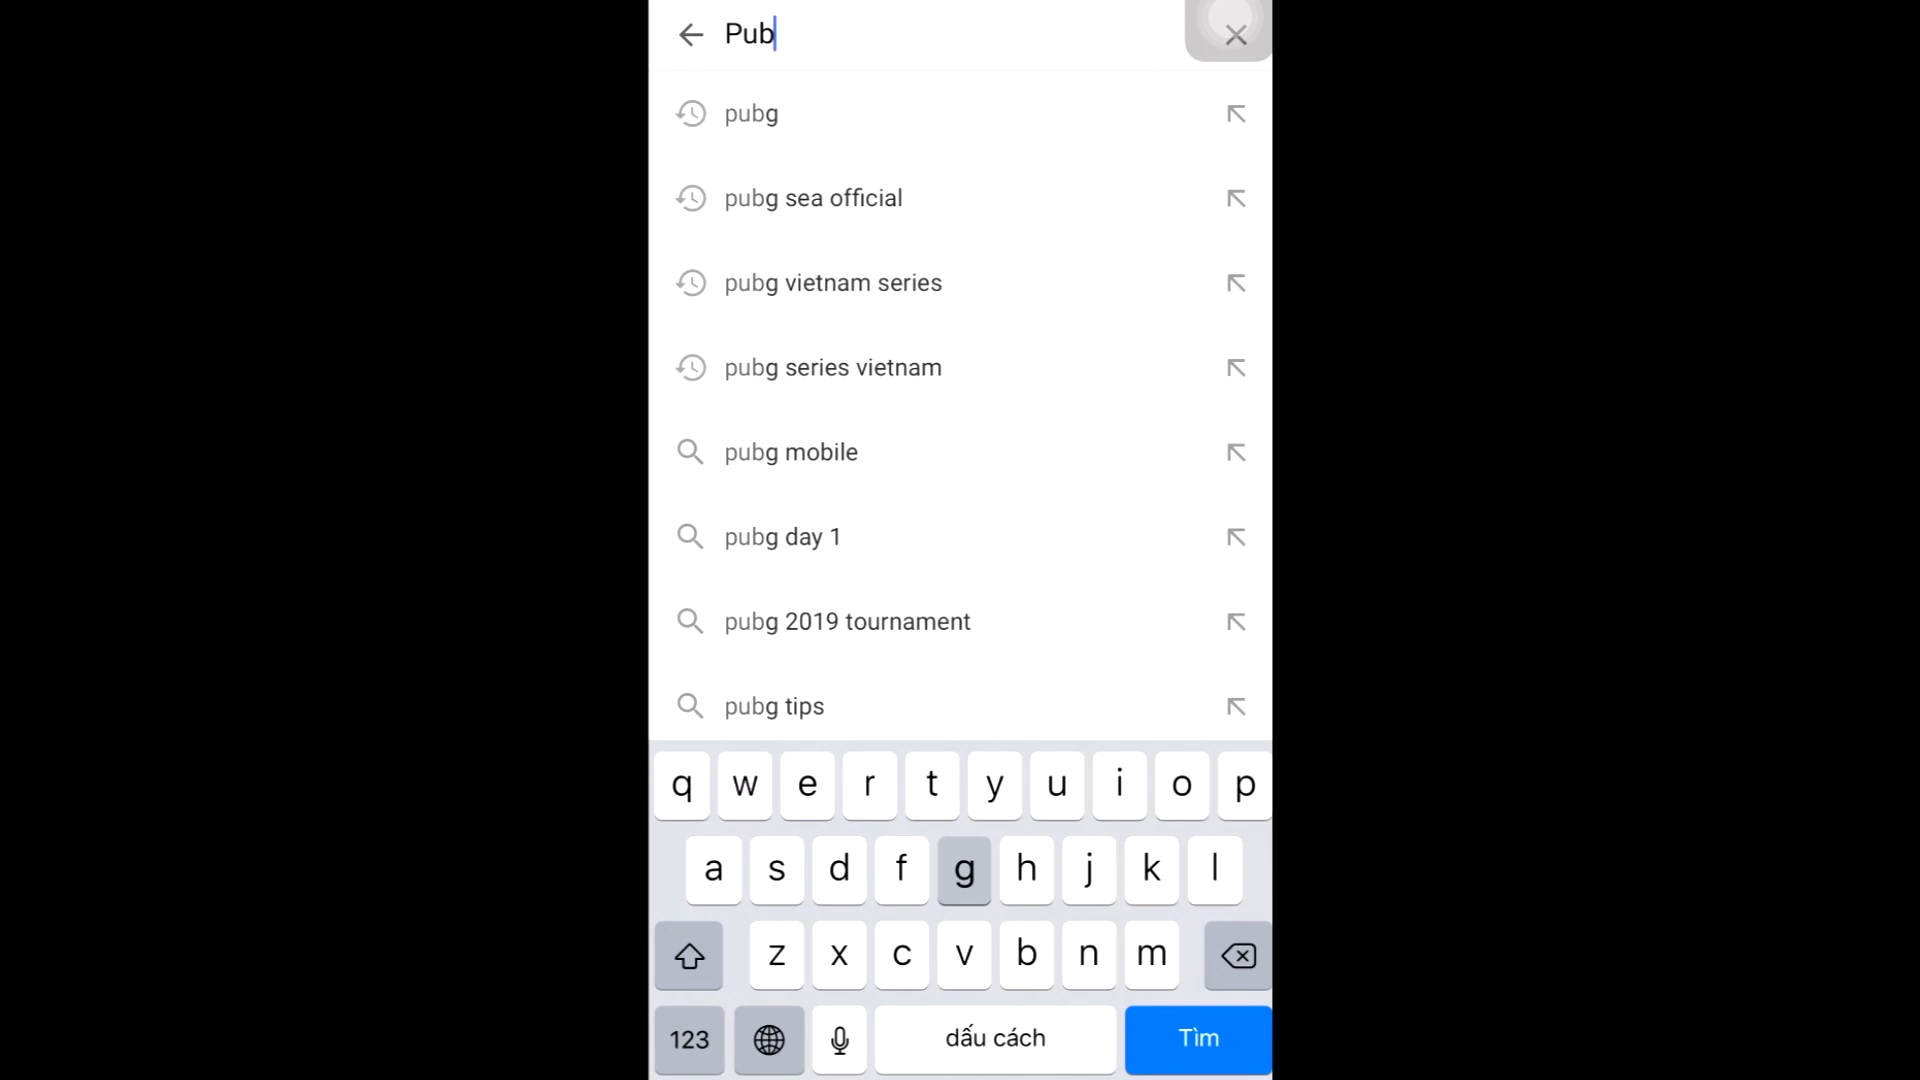 Pub
pubg
pubg sea official
pubg vietnam series
pubg series vietnam
pubg mobile
pubg day 1
pubg 2019 tournament
pubg tips
q w e r t y u i o p
a s d f g h j k l
z x c v b n m
123 dấu cách Tìm